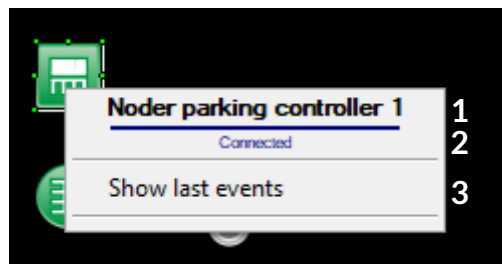 Noder parking controller 1 1
Connected 2
Show last events 3